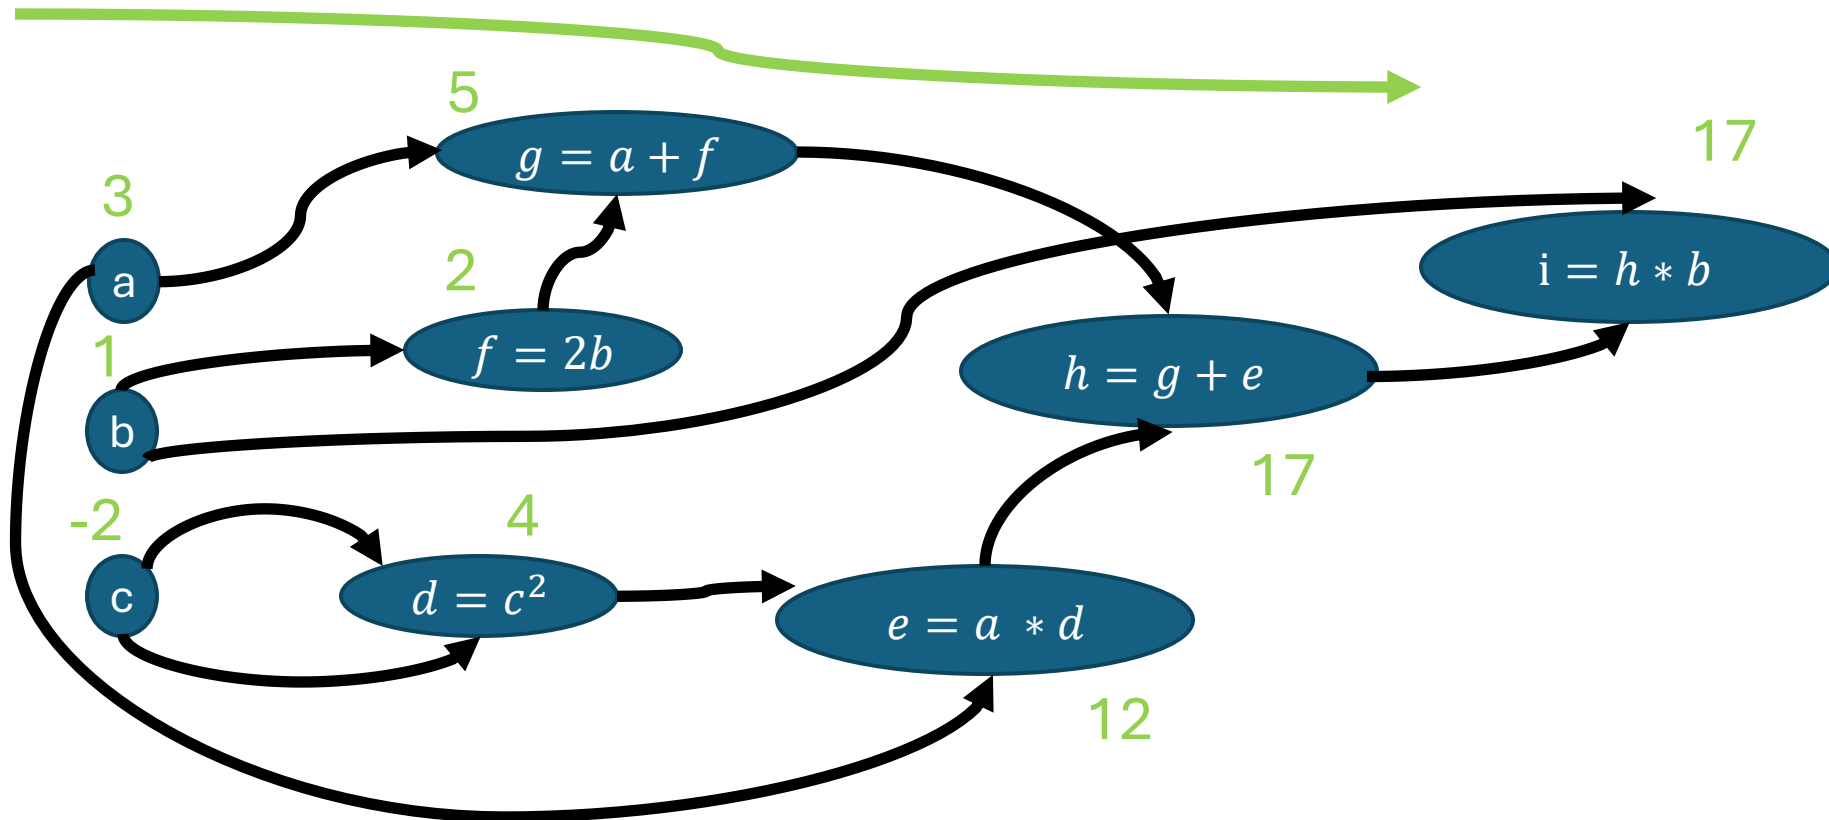 5
g = a + f
17
3
a
2
i = h ∗ b
1
f = 2b
h = g + e
b
17
-2
4
c
d = c²
e = a ∗ d
12